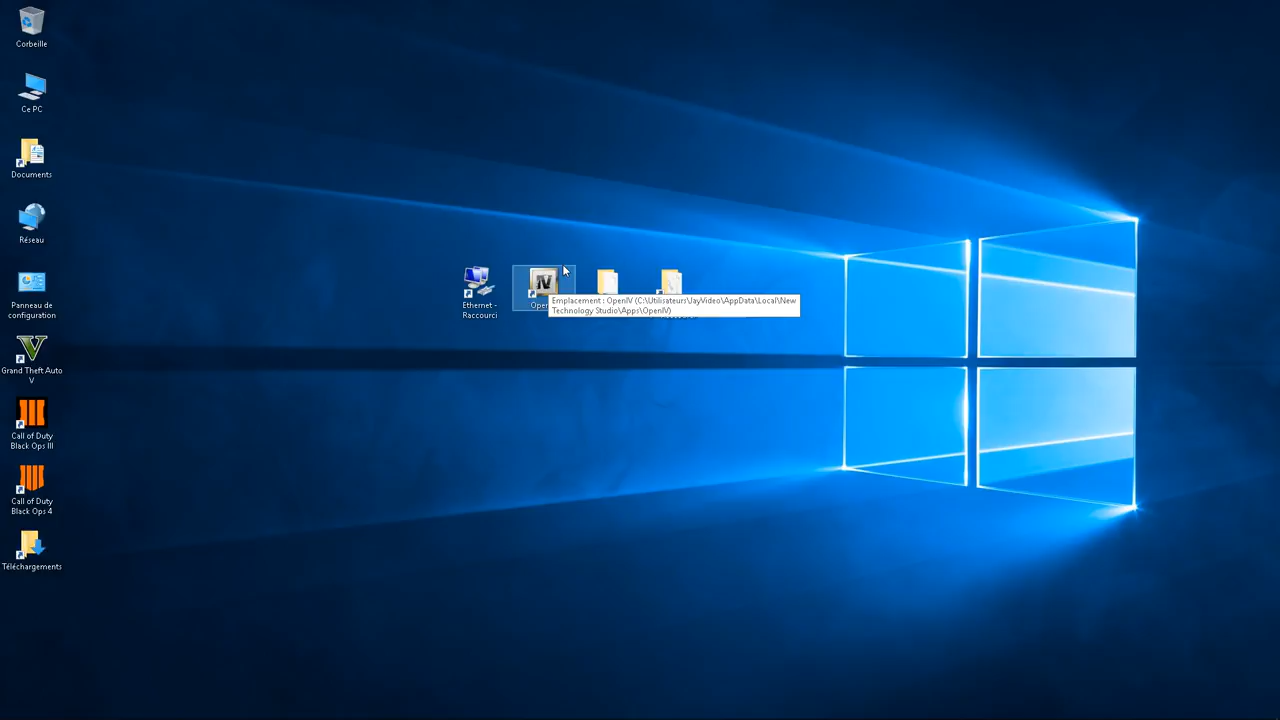 Corbeille
Ce PC
Documents
Réseau
Panneau de
configuration
Grand Theft Auto
V
Call of Duty
Black Ops III
Call of Duty
Black Ops 4
Téléchargements
Ethernet -
Raccourci
IV
Emplacement : OpenIV (C:\Utilisateurs\JayVideo\AppData\Local\New
Technology Studio\Apps\OpenIV)